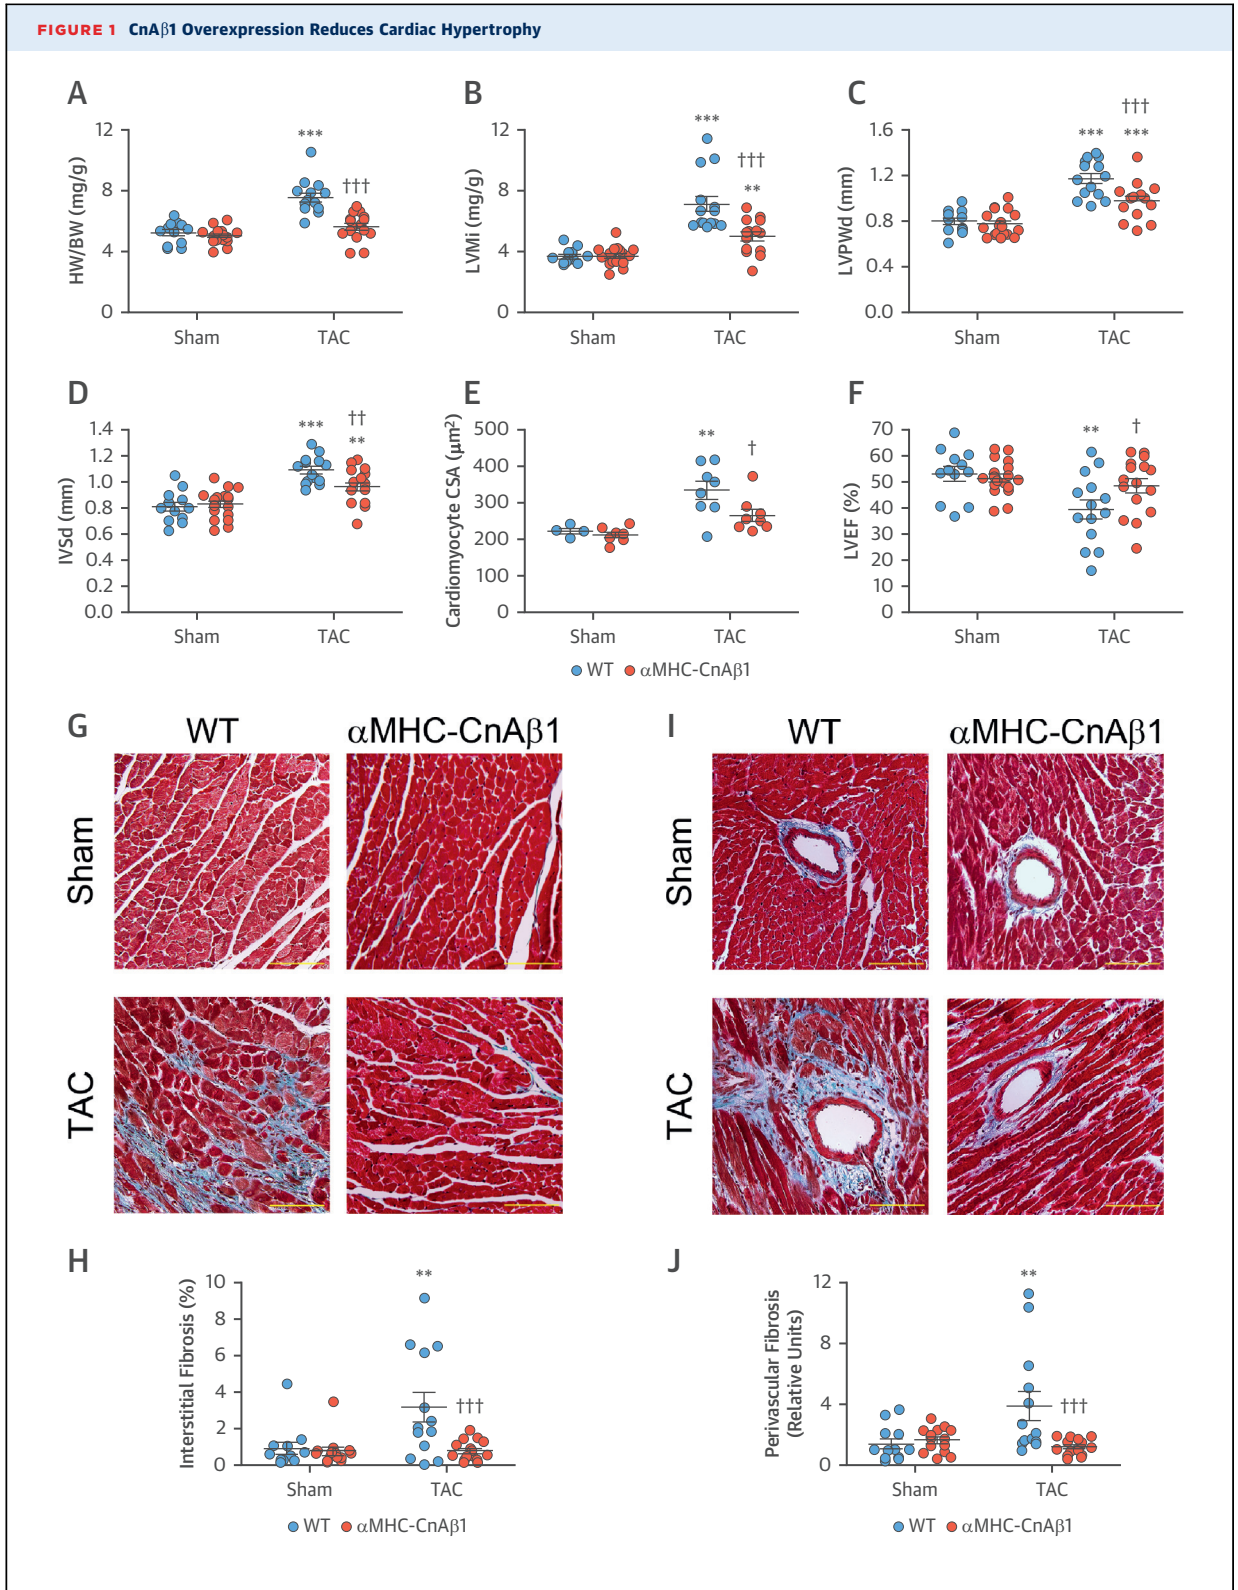 FIGURE 1 CnAβ1 Overexpression Reduces Cardiac Hypertrophy
A
HW/BW (mg/g)
12
8
4
0
***
†††
Sham
TAC
B
LVMi (mg/g)
12
8
4
0
***
†††
**
Sham
TAC
C
LVPWd (mm)
1.6
1.2
0.8
0.4
0.0
***
†††
***
Sham
TAC
D
IVSd (mm)
1.4
1.2
1.0
0.8
0.6
0.4
0.2
0.0
***
††
**
Sham
TAC
E
Cardiomyocyte CSA (μm²)
500
400
300
200
100
0
**
†
Sham
TAC
F
LVEF (%)
70
60
50
40
30
20
10
0
**
†
Sham
TAC
WT αMHC-CnAβ1
G
WT
αMHC-CnAβ1
Sham
TAC
I
WT
αMHC-CnAβ1
Sham
TAC
H
Interstitial Fibrosis (%)
10
8
6
4
2
0
**
†††
Sham
TAC
WT αMHC-CnAβ1
J
Perivascular Fibrosis
(Relative Units)
12
8
4
0
**
†††
Sham
TAC
WT αMHC-CnAβ1